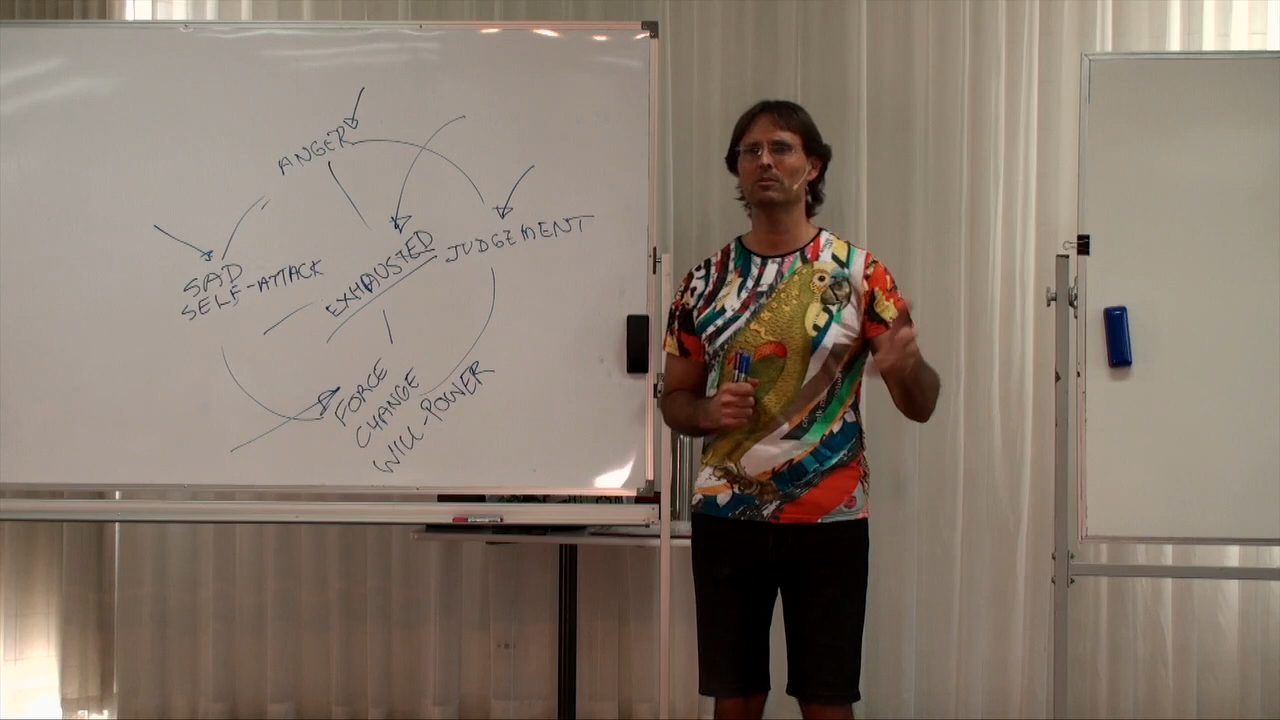 ANGER
EXHAUSTED
JUDGEMENT
SAD
SELF-ATTACK
FORCE
CHANGE
WILL-POWER